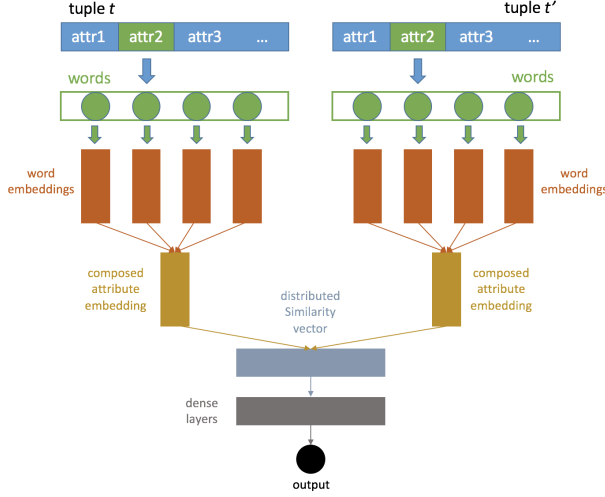 tuple t
tuple t’
attr1 attr2 attr3 ...
attr1 attr2 attr3 ...
words
words
word
embeddings
word
embeddings
composed
attribute
embedding
composed
attribute
embedding
distributed
Similarity
vector
dense
layers
output